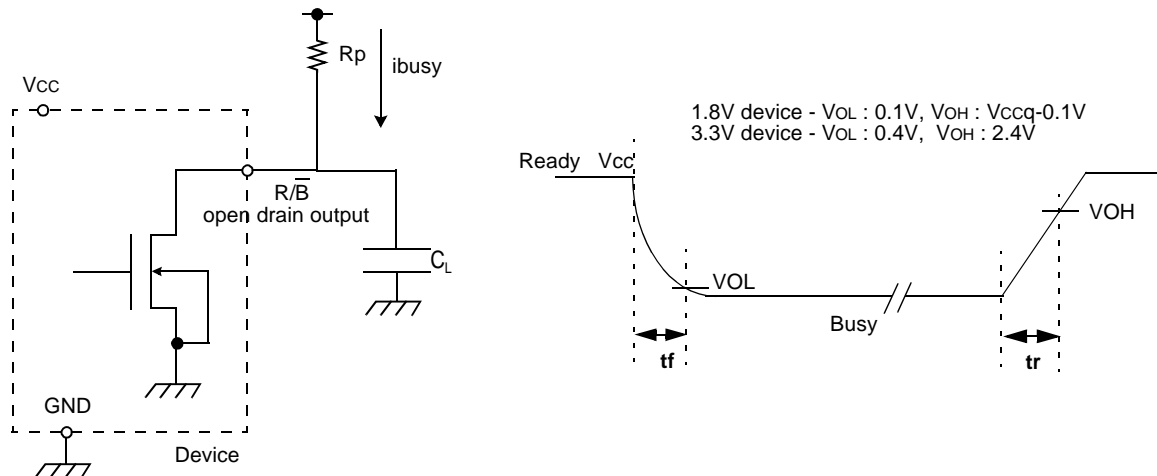 Rp
ibusy
VCC
R/B̅
open drain output
CL
GND
Device
1.8V device - VOL : 0.1V, VOH : VCCq-0.1V
3.3V device - VOL : 0.4V, VOH : 2.4V
Ready Vcc
VOH
VOL
Busy
tf
tr